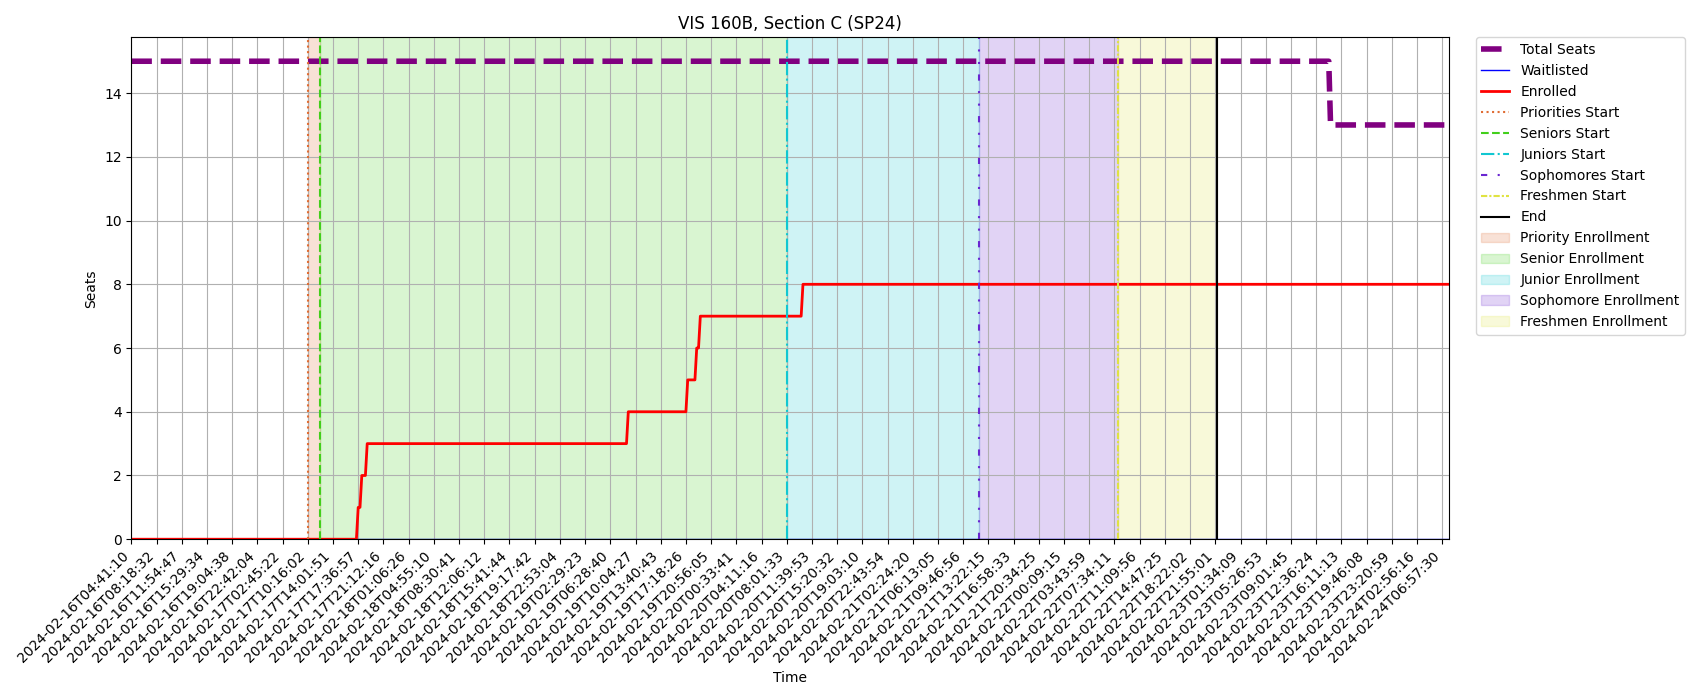 VIS 160B, Section C (SP24)
Total Seats
Waitlisted
Enrolled
Priorities Start
Seniors Start
Juniors Start
Sophomores Start
Freshmen Start
End
Priority Enrollment
Senior Enrollment
Junior Enrollment
Sophomore Enrollment
Freshmen Enrollment
Seats
14
12
10
8
6
4
2
0
2024-02-16T04:41:10
2024-02-16T08:18:32
2024-02-16T11:54:47
2024-02-16T15:29:34
2024-02-16T19:04:38
2024-02-16T22:42:04
2024-02-17T02:45:22
2024-02-17T10:16:02
2024-02-17T14:01:51
2024-02-17T17:36:57
2024-02-17T21:12:16
2024-02-18T01:06:26
2024-02-18T04:55:10
2024-02-18T08:30:41
2024-02-18T12:06:12
2024-02-18T15:41:44
2024-02-18T19:17:42
2024-02-18T22:53:04
2024-02-19T02:29:23
2024-02-19T06:28:40
2024-02-19T10:04:27
2024-02-19T13:40:43
2024-02-19T17:18:26
2024-02-19T20:56:05
2024-02-20T00:33:41
2024-02-20T04:11:16
2024-02-20T08:01:33
2024-02-20T11:39:53
2024-02-20T15:20:32
2024-02-20T19:03:10
2024-02-20T22:43:54
2024-02-21T02:24:20
2024-02-21T06:13:05
2024-02-21T09:46:56
2024-02-21T13:22:15
2024-02-21T16:58:33
2024-02-21T20:34:25
2024-02-22T00:09:15
2024-02-22T03:43:59
2024-02-22T07:34:11
2024-02-22T11:09:56
2024-02-22T14:47:25
2024-02-22T18:22:02
2024-02-22T21:55:01
2024-02-23T01:34:09
2024-02-23T05:26:53
2024-02-23T09:01:45
2024-02-23T12:36:24
2024-02-23T16:11:13
2024-02-23T19:46:08
2024-02-23T23:20:59
2024-02-24T02:56:16
2024-02-24T06:57:30
Time